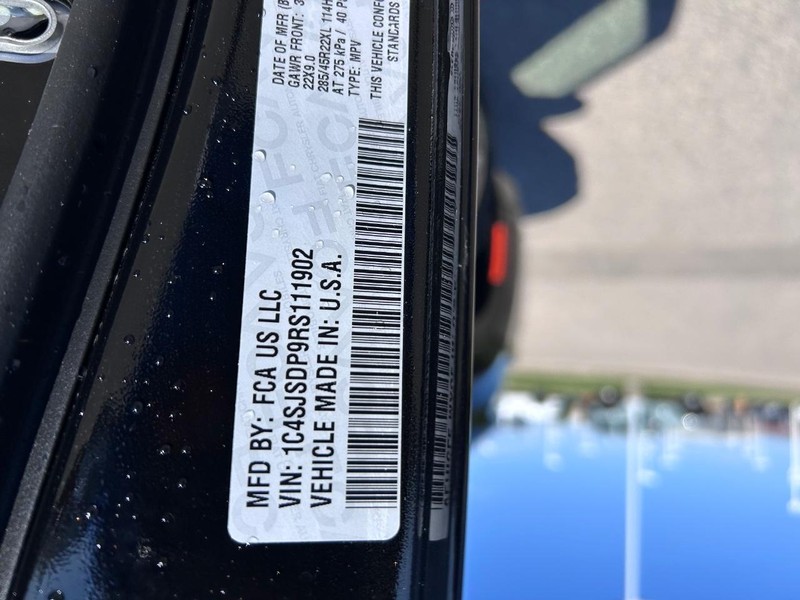 DATE OF MFR
GAWR FRONT:
22X9.0
285/45R22XL 114H
AT 275 kPa / 40
TYPE: MPV
THIS VEHICLE
STANDARDS
MFD BY: FCA US LLC
VIN: 1C4SJSDP9RS111902
VEHICLE MADE IN: U.S.A.